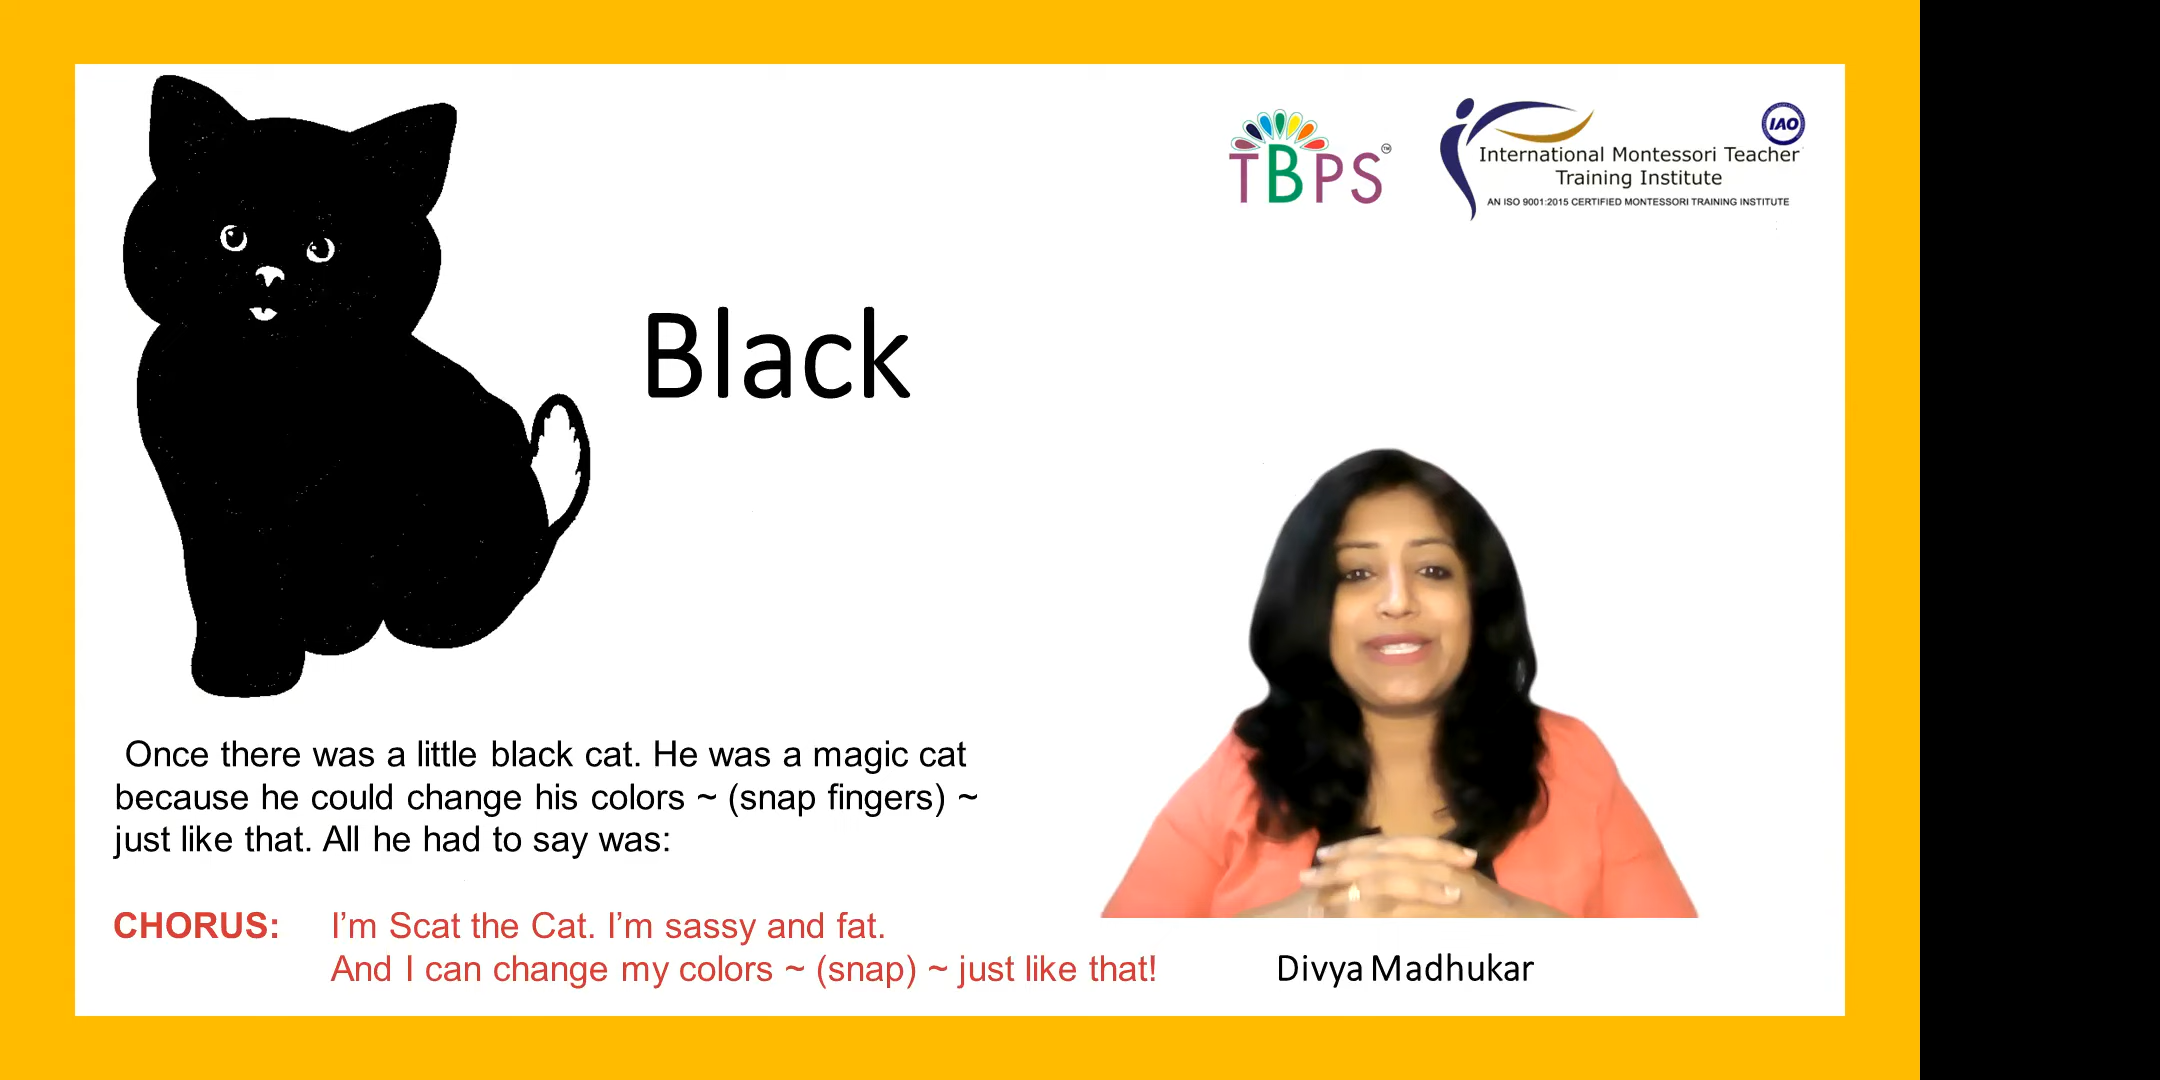 TBPS™
IAO
International Montessori Teacher
Training Institute
AN ISO 9001:2015 CERTIFIED MONTESSORI TRAINING INSTITUTE
Black
Once there was a little black cat. He was a magic cat
because he could change his colors ~ (snap fingers) ~
just like that. All he had to say was:
CHORUS: I’m Scat the Cat. I’m sassy and fat.
And I can change my colors ~ (snap) ~ just like that!
Divya Madhukar